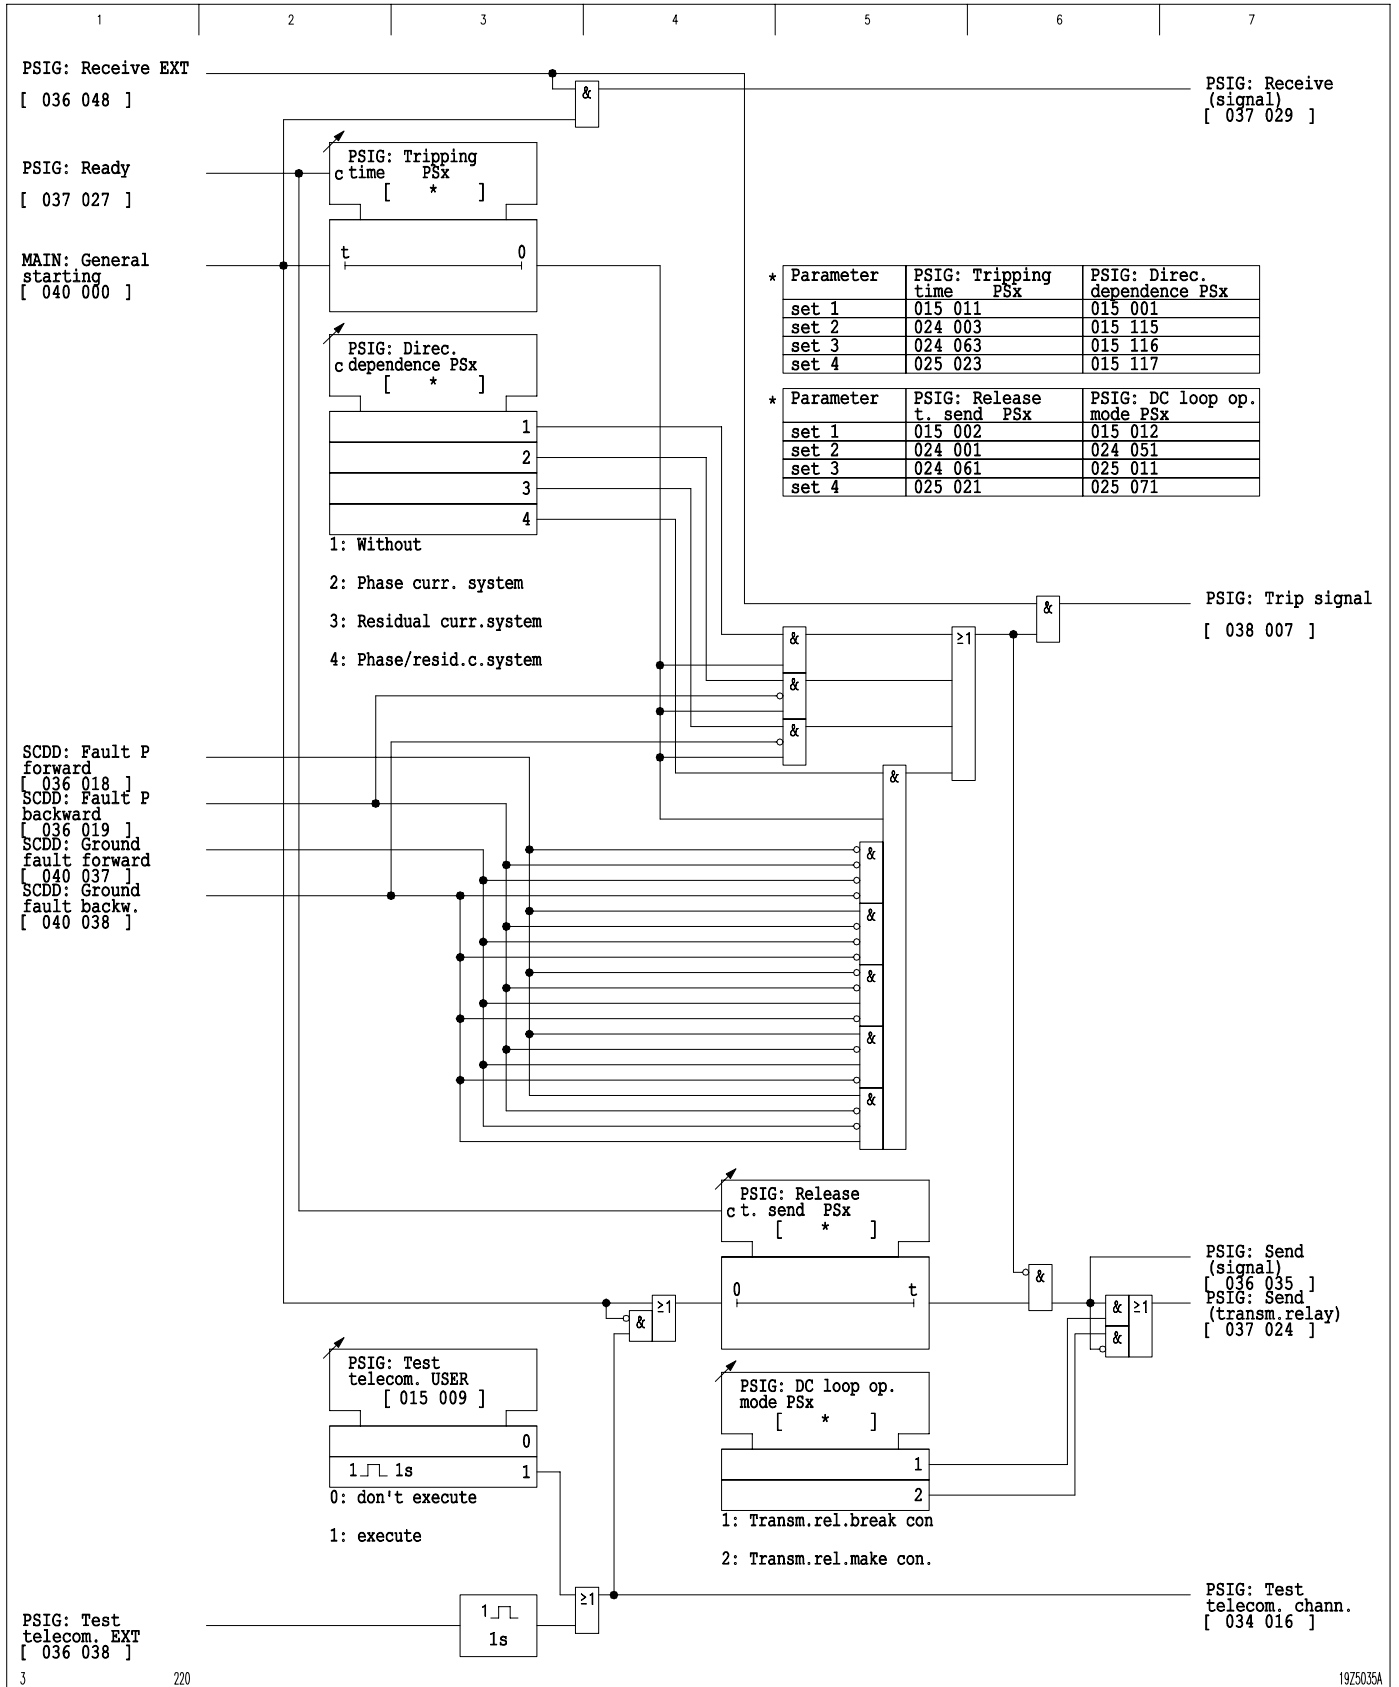 1 2 3 4 5 6 7
PSIG: Receive EXT
[ 036 048 ]
&
PSIG: Receive
(signal)
[ 037 029 ]
PSIG: Ready
[ 037 027 ]
PSIG: Tripping
c time PSx
[ * ]
MAIN: General
starting
[ 040 000 ]
t 0
* Parameter PSIG: Tripping time PSx PSIG: Direc. dependence PSx
set 1 015 011 015 001
set 2 024 003 015 115
set 3 024 063 015 116
set 4 025 023 015 117
PSIG: Direc.
c dependence PSx
[ * ]
1
2
3
4
* Parameter PSIG: Release t. send PSx PSIG: DC loop op. mode PSx
set 1 015 002 015 012
set 2 024 001 024 051
set 3 024 061 025 011
set 4 025 021 025 071
1: Without
2: Phase curr. system
3: Residual curr.system
4: Phase/resid.c.system
&
PSIG: Trip signal
[ 038 007 ]
& ≥1
&
&
&
SCDD: Fault P
forward
[ 036 018 ]
SCDD: Fault P
backward
[ 036 019 ]
SCDD: Ground
fault forward
[ 040 037 ]
SCDD: Ground
fault backw.
[ 040 038 ]
&
&
&
&
&
PSIG: Release
c t. send PSx
[ * ]
0 t
& ≥1
&
PSIG: Send
(signal)
[ 036 035 ]
PSIG: Send
(transm.relay)
[ 037 024 ]
& ≥1
&
PSIG: Test
telecom. USER
[ 015 009 ]
0
1 1s 1
0: don't execute
1: execute
PSIG: DC loop op.
mode PSx
[ * ]
1
2
1: Transm.rel.break con
2: Transm.rel.make con.
PSIG: Test
telecom. EXT
[ 036 038 ]
1
1s
≥1
PSIG: Test
telecom. chann.
[ 034 016 ]
3 220 19Z5035A